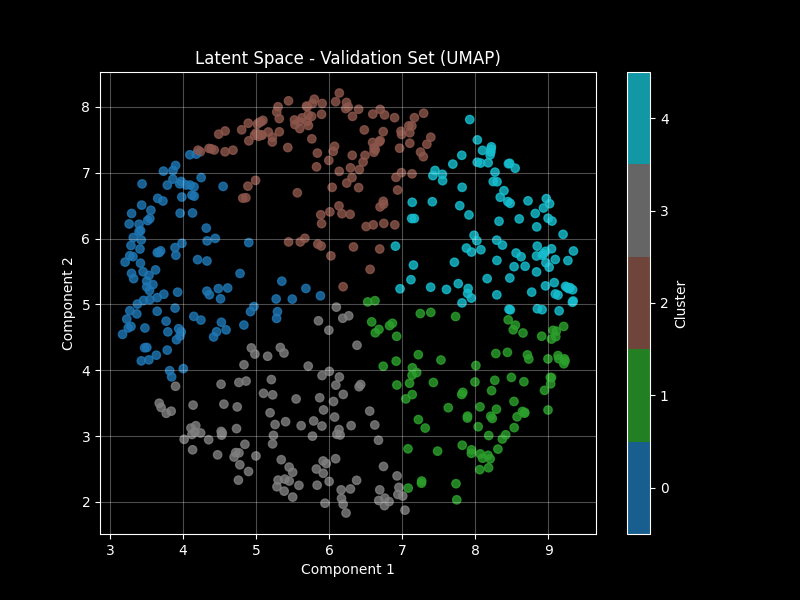 Latent Space - Validation Set (UMAP)
Component 2
8
7
6
5
4
3
2
3 4 5 6 7 8 9
Component 1
4
3
2
1
0
Cluster